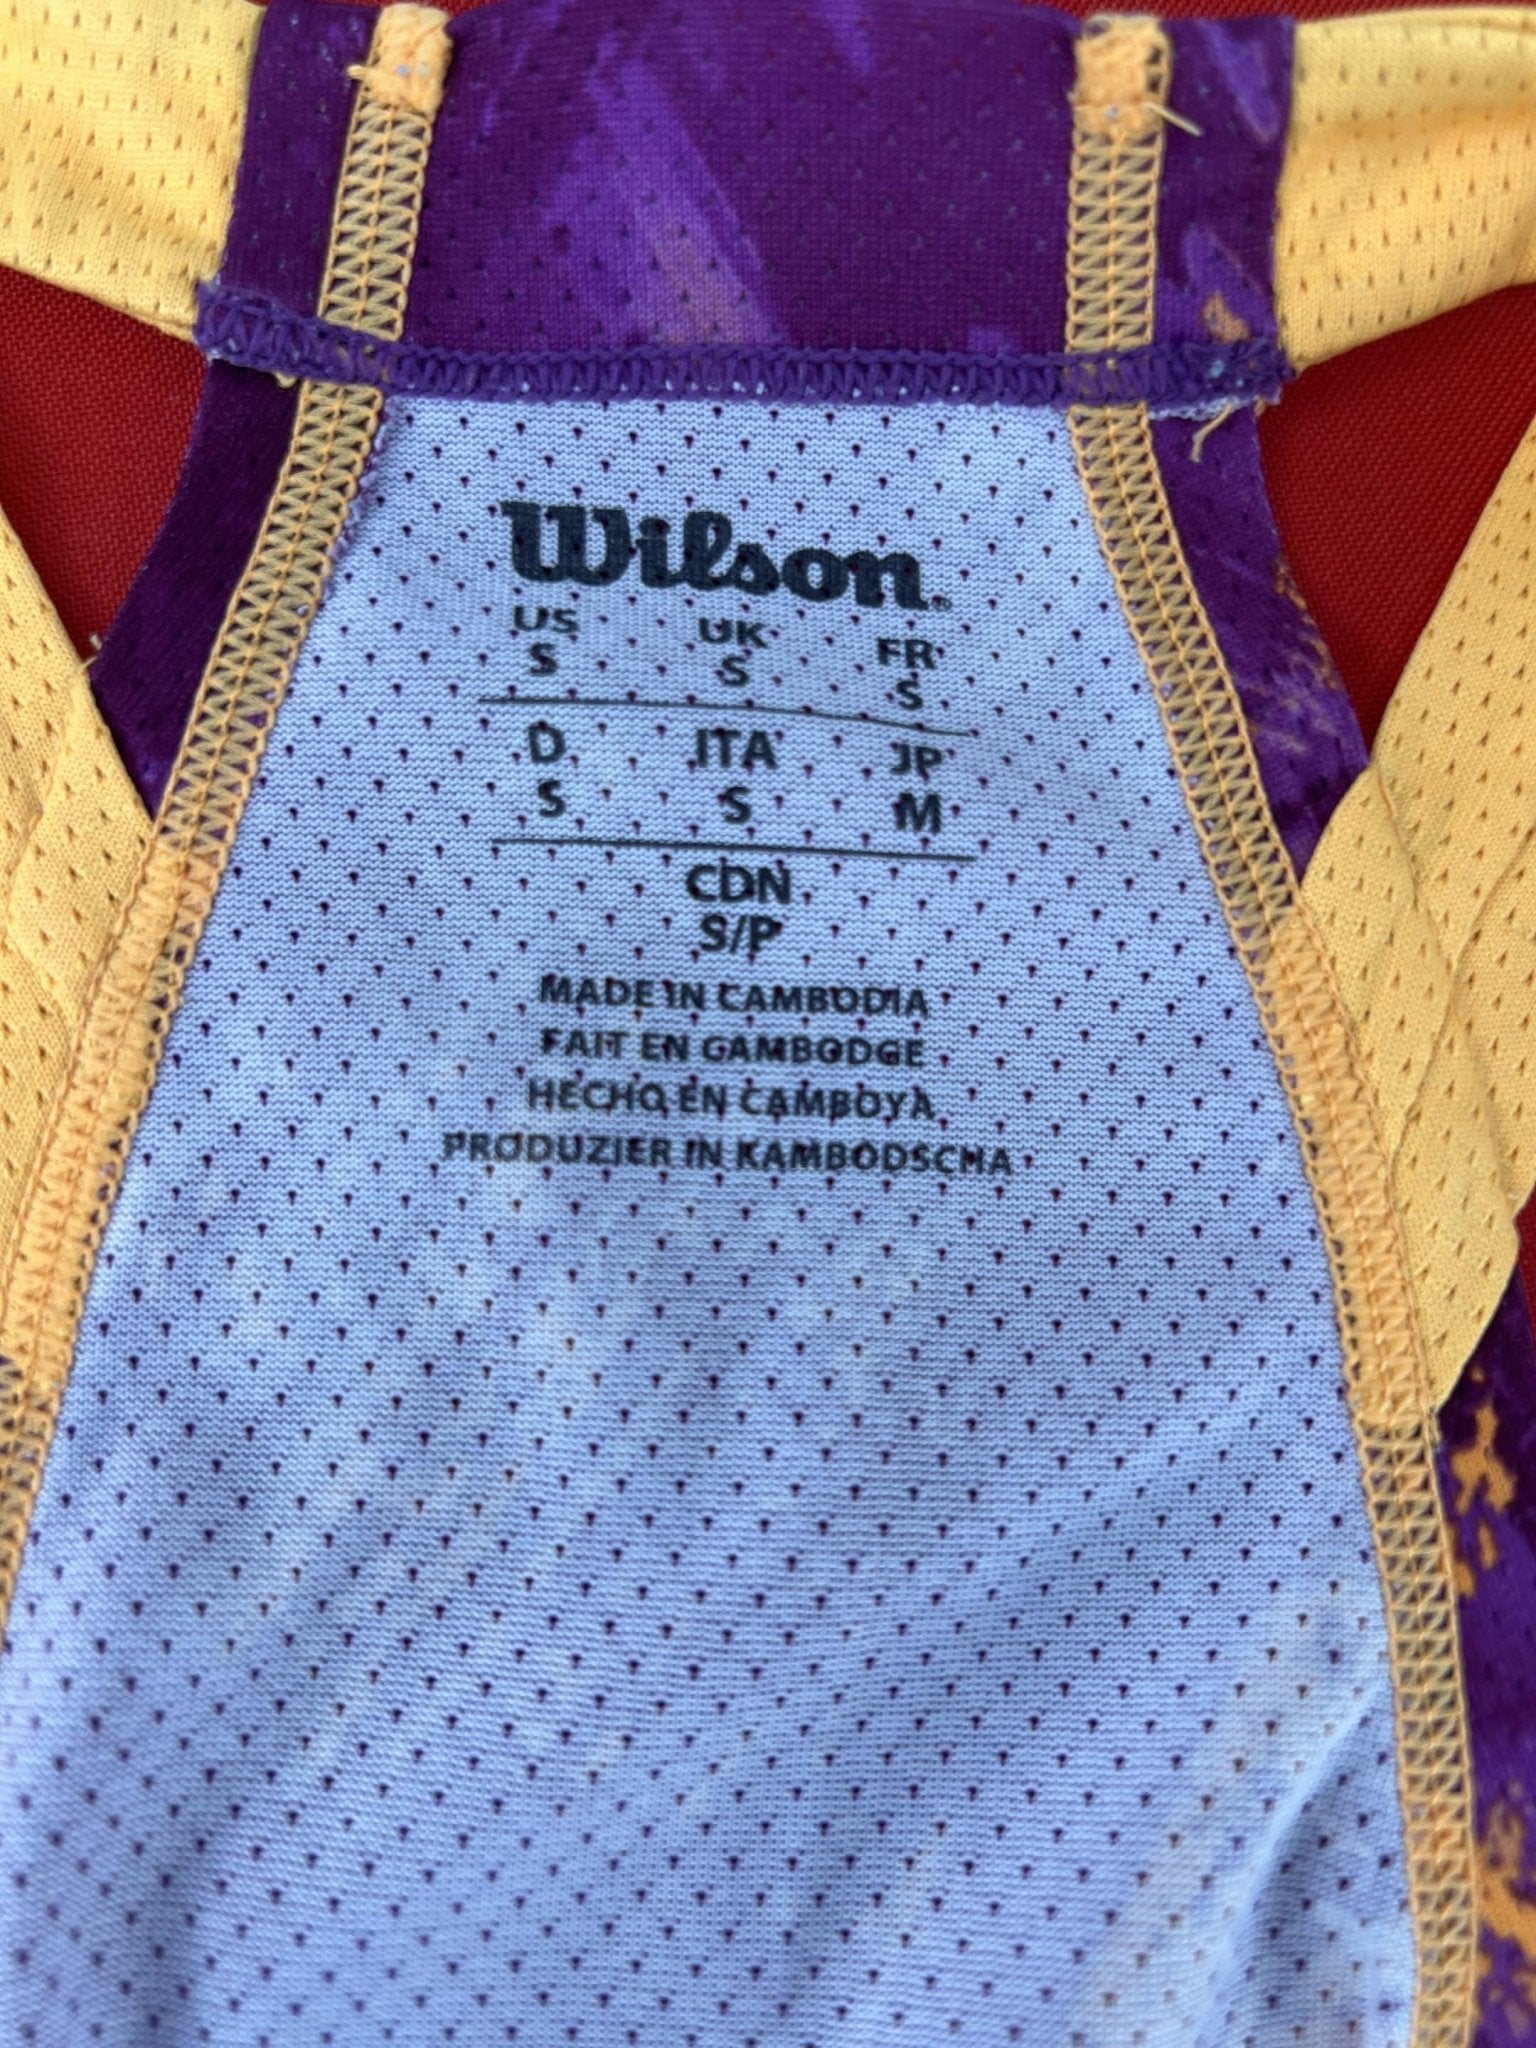 Wilson®
US UK FR
S S S
D ITA JP
S S M
CDN
S/P
MADE IN CAMBODIA
FAIT EN CAMBODGE
HECHO EN CAMBOYA
PRODUZIER IN KAMBODSCHA